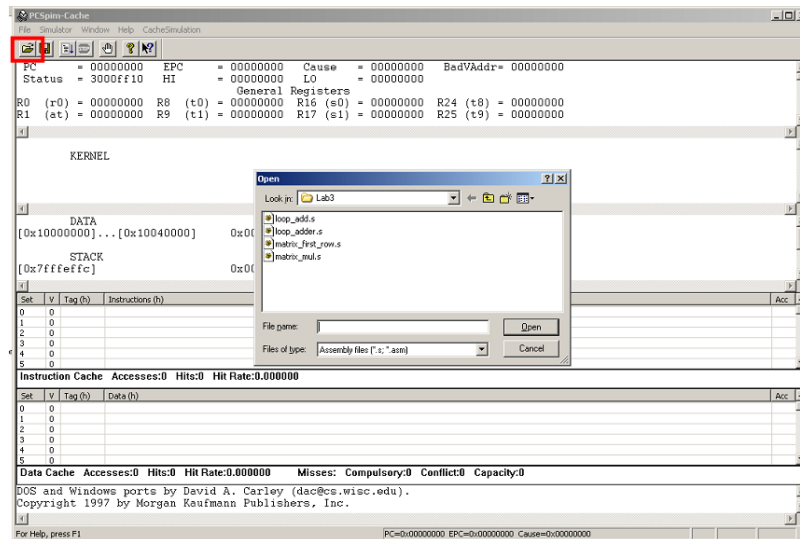 PCSpim-Cache
File Simulator Window Help CacheSimulation
PC = 00000000 EPC = 00000000 Cause = 00000000 BadVAddr= 00000000
Status = 3000ff10 HI = 00000000 LO = 00000000
General Registers
R0 (r0) = 00000000 R8 (t0) = 00000000 R16 (s0) = 00000000 R24 (t8) = 00000000
R1 (at) = 00000000 R9 (t1) = 00000000 R17 (s1) = 00000000 R25 (t9) = 00000000
KERNEL
Open
Look in: Lab3
loop_add.s
loop_adder.s
matrix_first_row.s
matrix_mul.s
File name: Open
Files of type: Assembly files (*.s; *.asm) Cancel
DATA
[0x10000000]...[0x10040000] 0x00
STACK
[0x7fffeffc] 0x00
Set V Tag (h) Instructions (h) Acc
0 0
1 0
2 0
3 0
4 0
5 0
Instruction Cache Accesses:0 Hits:0 Hit Rate:0.000000
Set V Tag (h) Data (h) Acc
0 0
1 0
2 0
3 0
4 0
5 0
Data Cache Accesses:0 Hits:0 Hit Rate:0.000000 Misses: Compulsory:0 Conflict:0 Capacity:0
DOS and Windows ports by David A. Carley (dac@cs.wisc.edu).
Copyright 1997 by Morgan Kaufmann Publishers, Inc.
For Help, press F1 PC=0x00000000 EPC=0x00000000 Cause=0x00000000